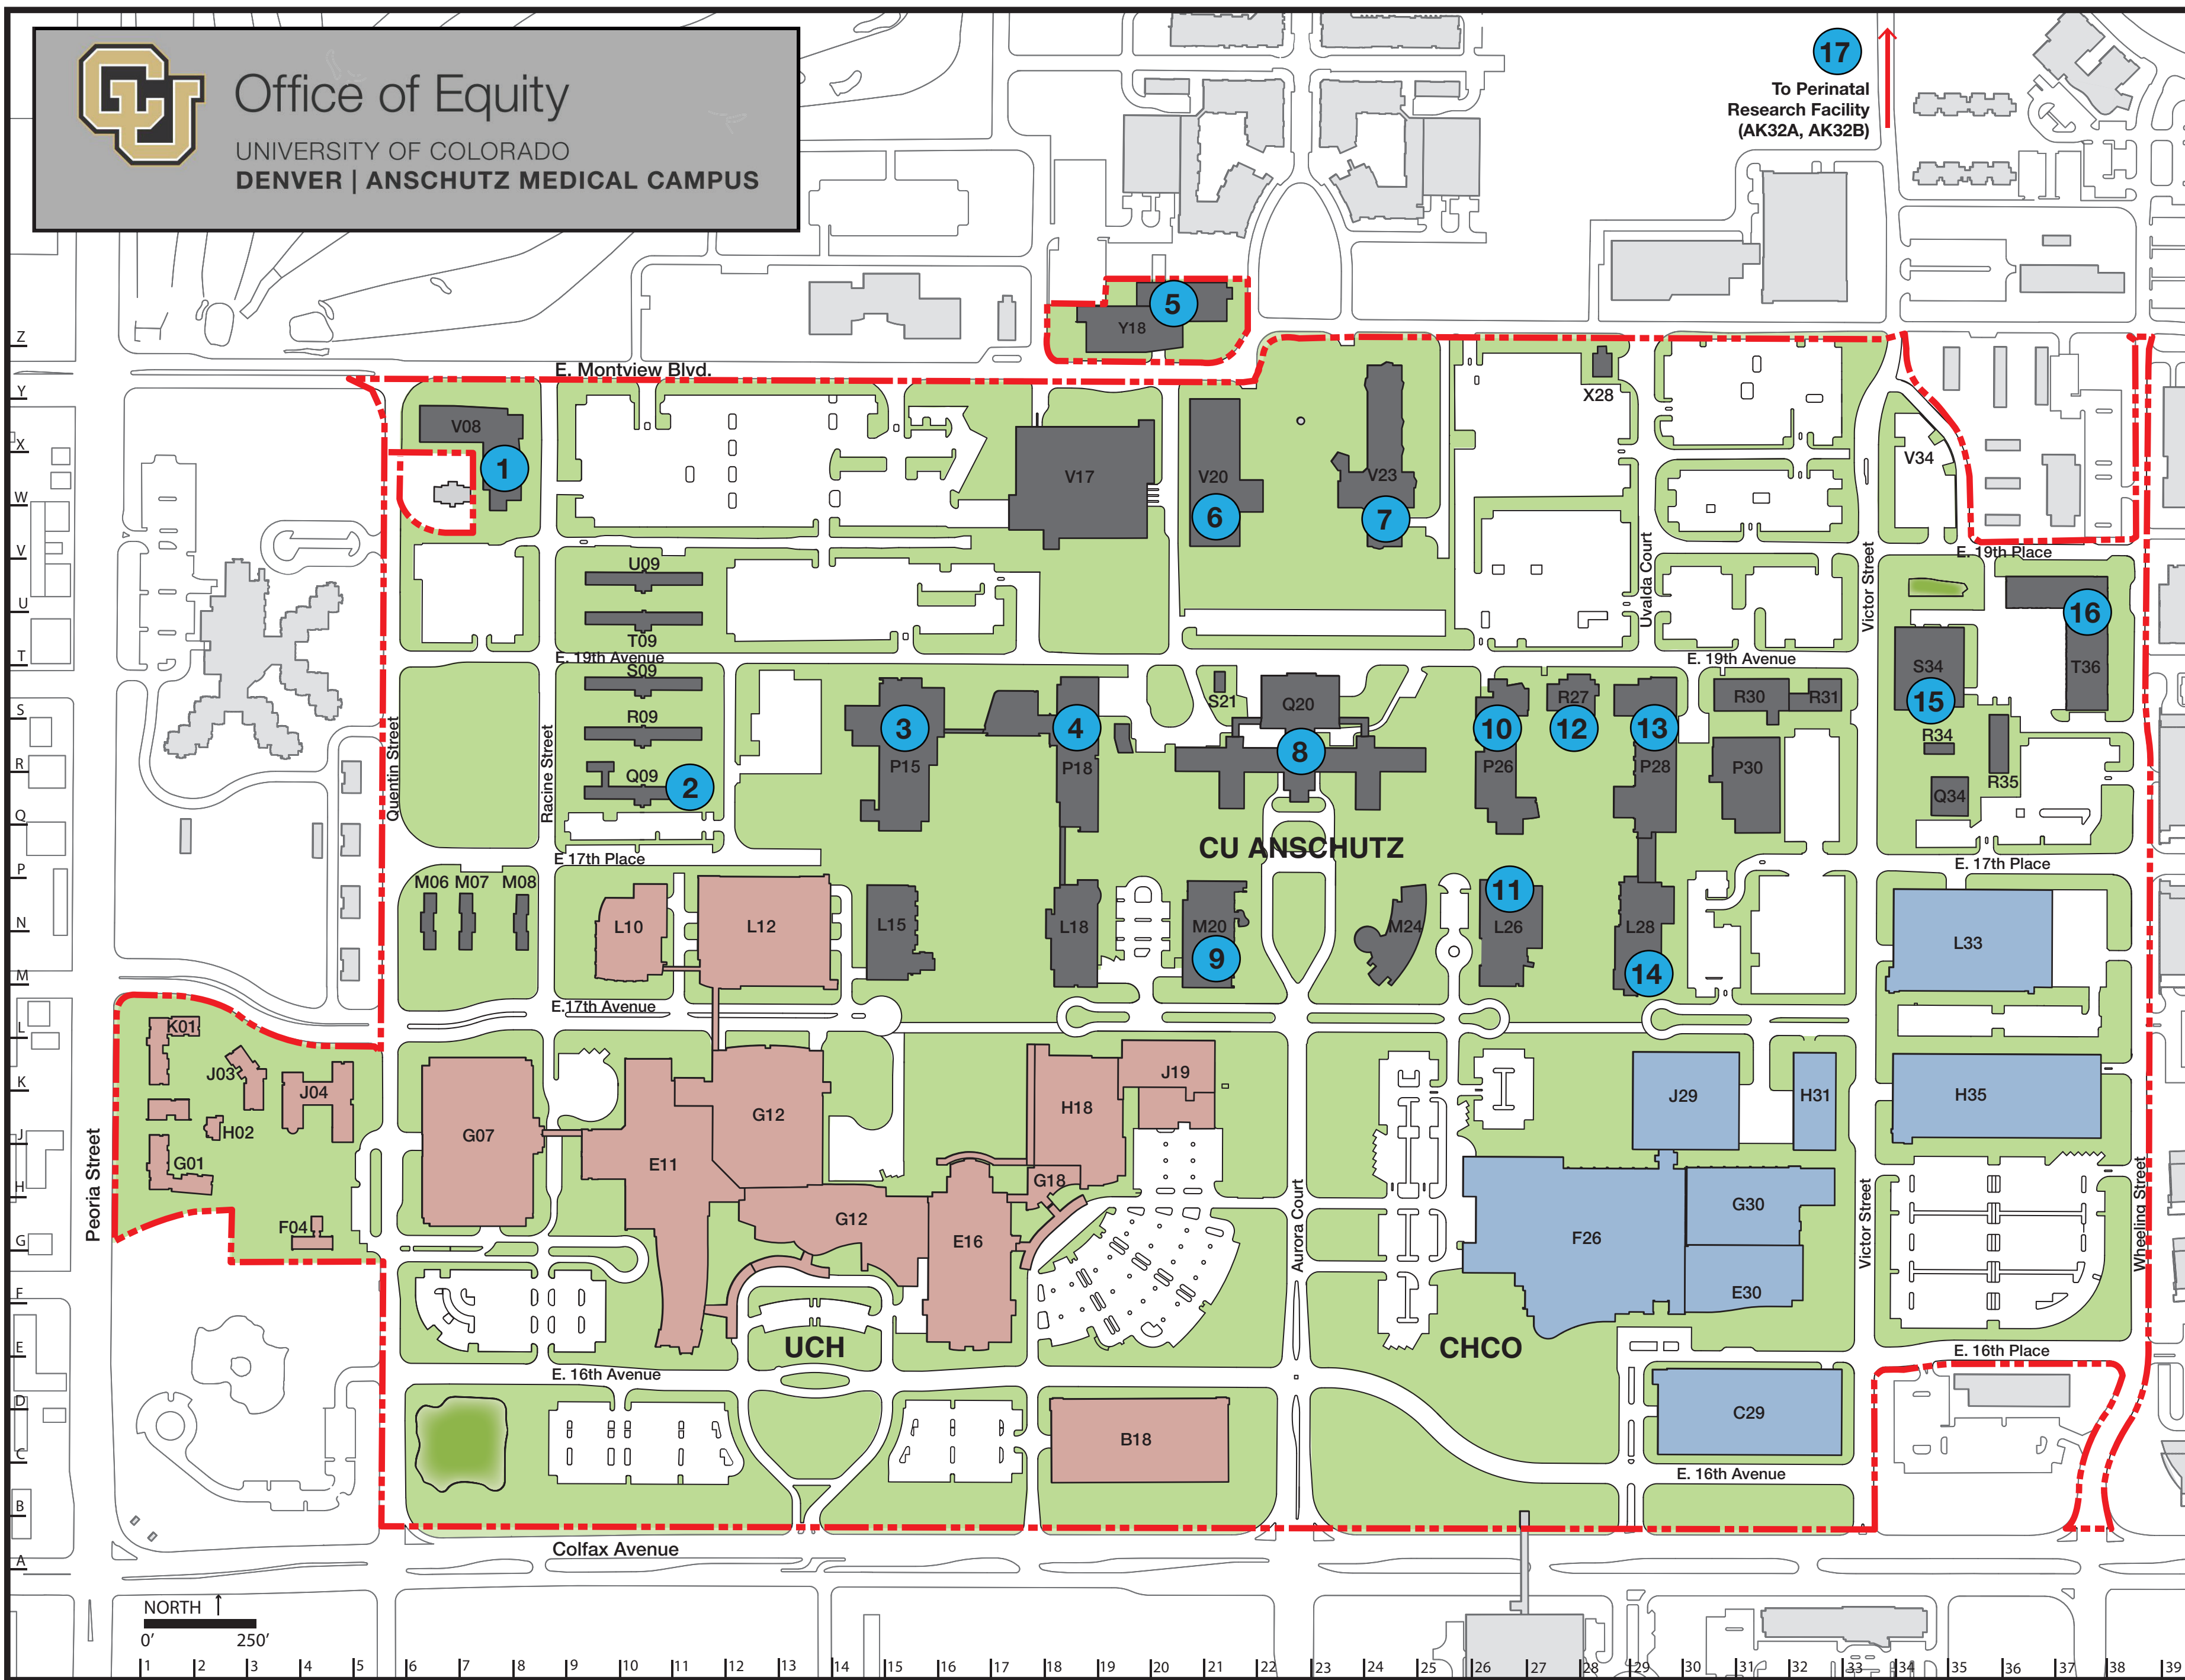 CU
Office of Equity
UNIVERSITY OF COLORADO
DENVER | ANSCHUTZ MEDICAL CAMPUS
17
To Perinatal
Research Facility
(AK32A, AK32B)
5
Y18
E. Montview Blvd.
X28
V08
1
V17
V20
6
V23
7
V34
E. 19th Place
Uvalda Court
Victor Street
U09
T09
E. 19th Avenue
E. 19th Avenue
16
T36
S34
15
S09
R09
Q09
2
Quentin Street
Racine Street
3
P15
4
P18
S21
Q20
8
10
P26
R27
12
13
P28
R30
R31
P30
R34
R35
Q34
CU ANSCHUTZ
E 17th Place
E. 17th Place
M06
M07
M08
L10
L12
L15
L18
M20
9
M24
11
L26
L28
14
L33
E.17th Avenue
K01
J03
J04
H02
G01
F04
Peoria Street
G07
E11
G12
G12
H18
J19
G18
E16
J29
H31
H35
F26
G30
E30
Aurora Court
Victor Street
Wheeling Street
UCH
CHCO
E. 16th Avenue
E. 16th Place
B18
C29
E. 16th Avenue
Colfax Avenue
NORTH
0’
250’
Z
Y
X
W
V
U
T
S
R
Q
P
N
M
L
K
J
H
G
F
E
D
C
B
A
1 2 3 4 5 6 7 8 9 10 11 12 13 14 15 16 17 18 19 20 21 22 23 24 25 26 27 28 29 30 31 32 33 34 35 36 37 38 39